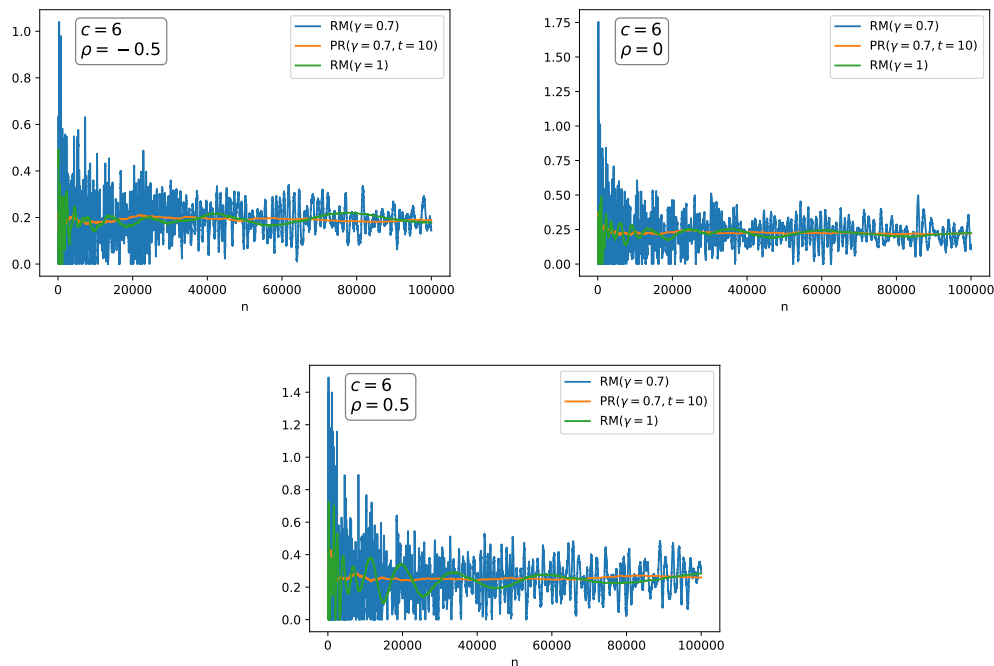 c = 6
ρ = −0.5
RM(γ = 0.7)
PR(γ = 0.7, t = 10)
RM(γ = 1)
1.0
0.8
0.6
0.4
0.2
0.0
0 20000 40000 60000 80000 100000
n
c = 6
ρ = 0
RM(γ = 0.7)
PR(γ = 0.7, t = 10)
RM(γ = 1)
1.75
1.50
1.25
1.00
0.75
0.50
0.25
0.00
0 20000 40000 60000 80000 100000
n
c = 6
ρ = 0.5
RM(γ = 0.7)
PR(γ = 0.7, t = 10)
RM(γ = 1)
1.4
1.2
1.0
0.8
0.6
0.4
0.2
0.0
0 20000 40000 60000 80000 100000
n